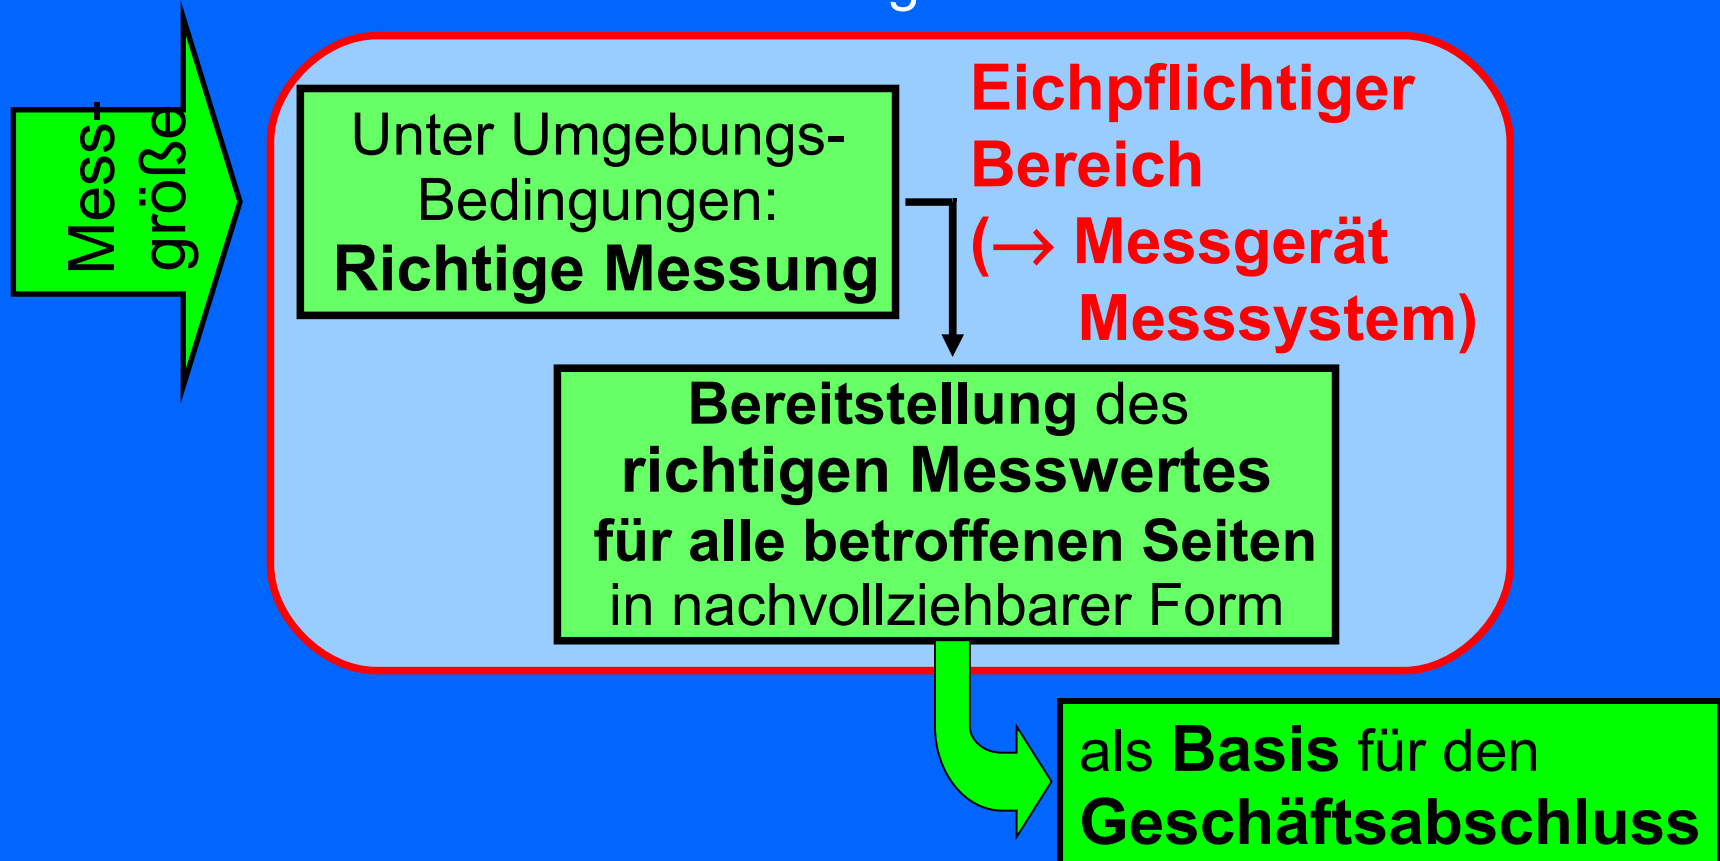 Mess-
größe
Unter Umgebungs-
Bedingungen:
Richtige Messung
Eichpflichtiger
Bereich
(→ Messgerät
Messsystem)
Bereitstellung des
richtigen Messwertes
für alle betroffenen Seiten
in nachvollziehbarer Form
als Basis für den
Geschäftsabschluss